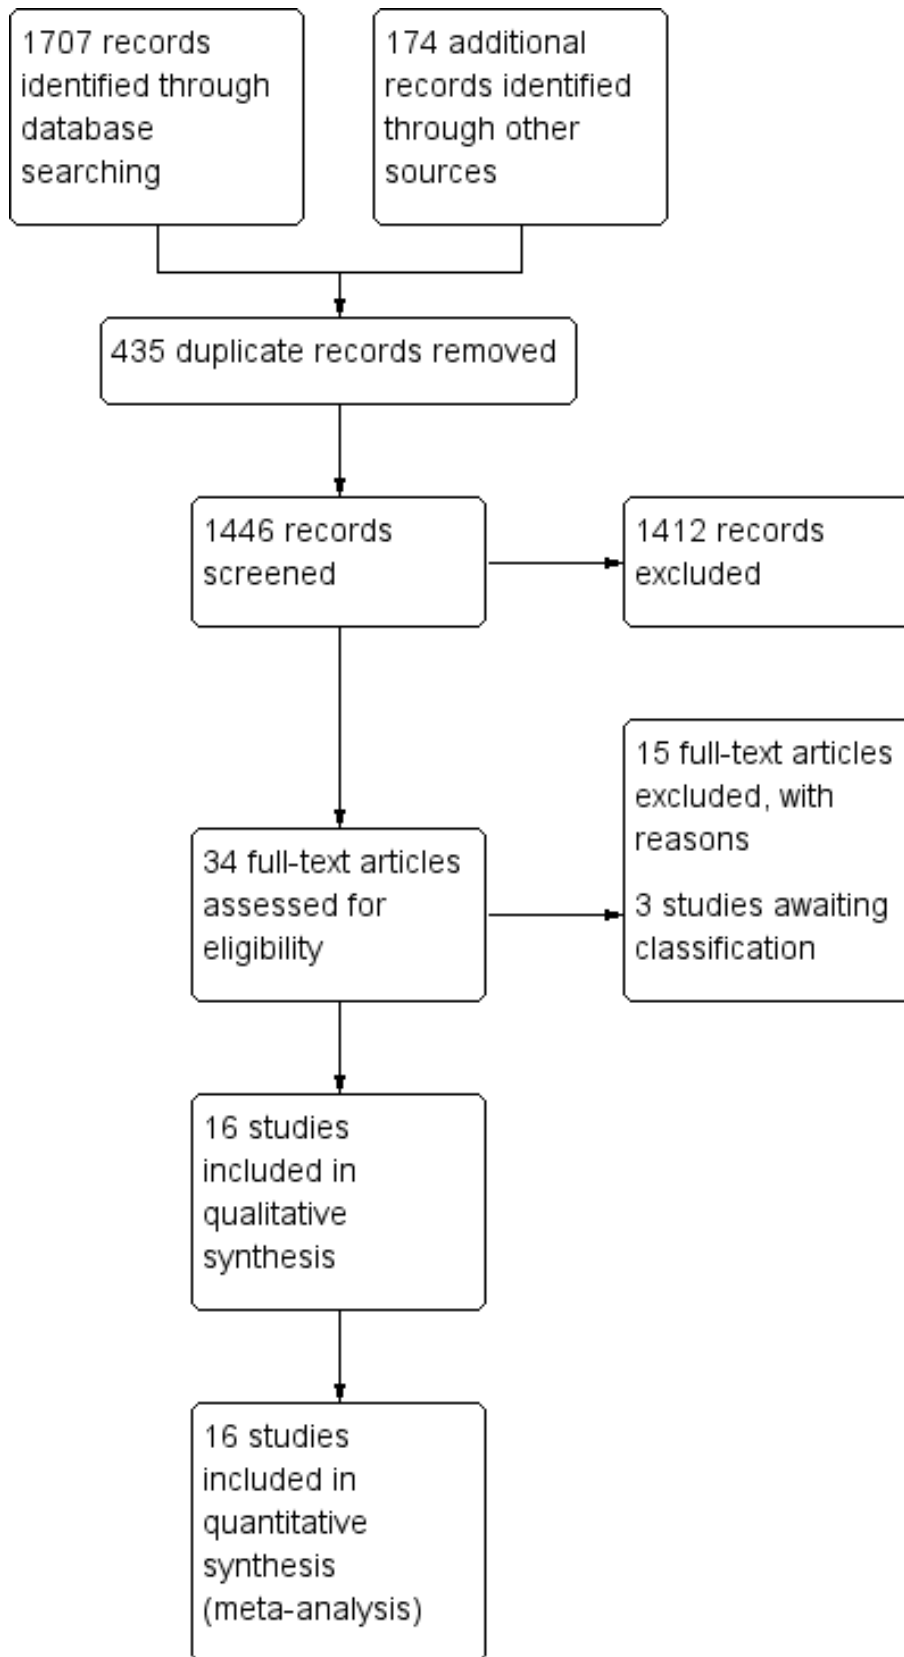 1707 records
identified through
database
searching
174 additional
records identified
through other
sources
435 duplicate records removed
1446 records
screened
1412 records
excluded
34 full-text articles
assessed for
eligibility
15 full-text articles
excluded, with
reasons
3 studies awaiting
classification
16 studies
included in
qualitative
synthesis
16 studies
included in
quantitative
synthesis
(meta-analysis)